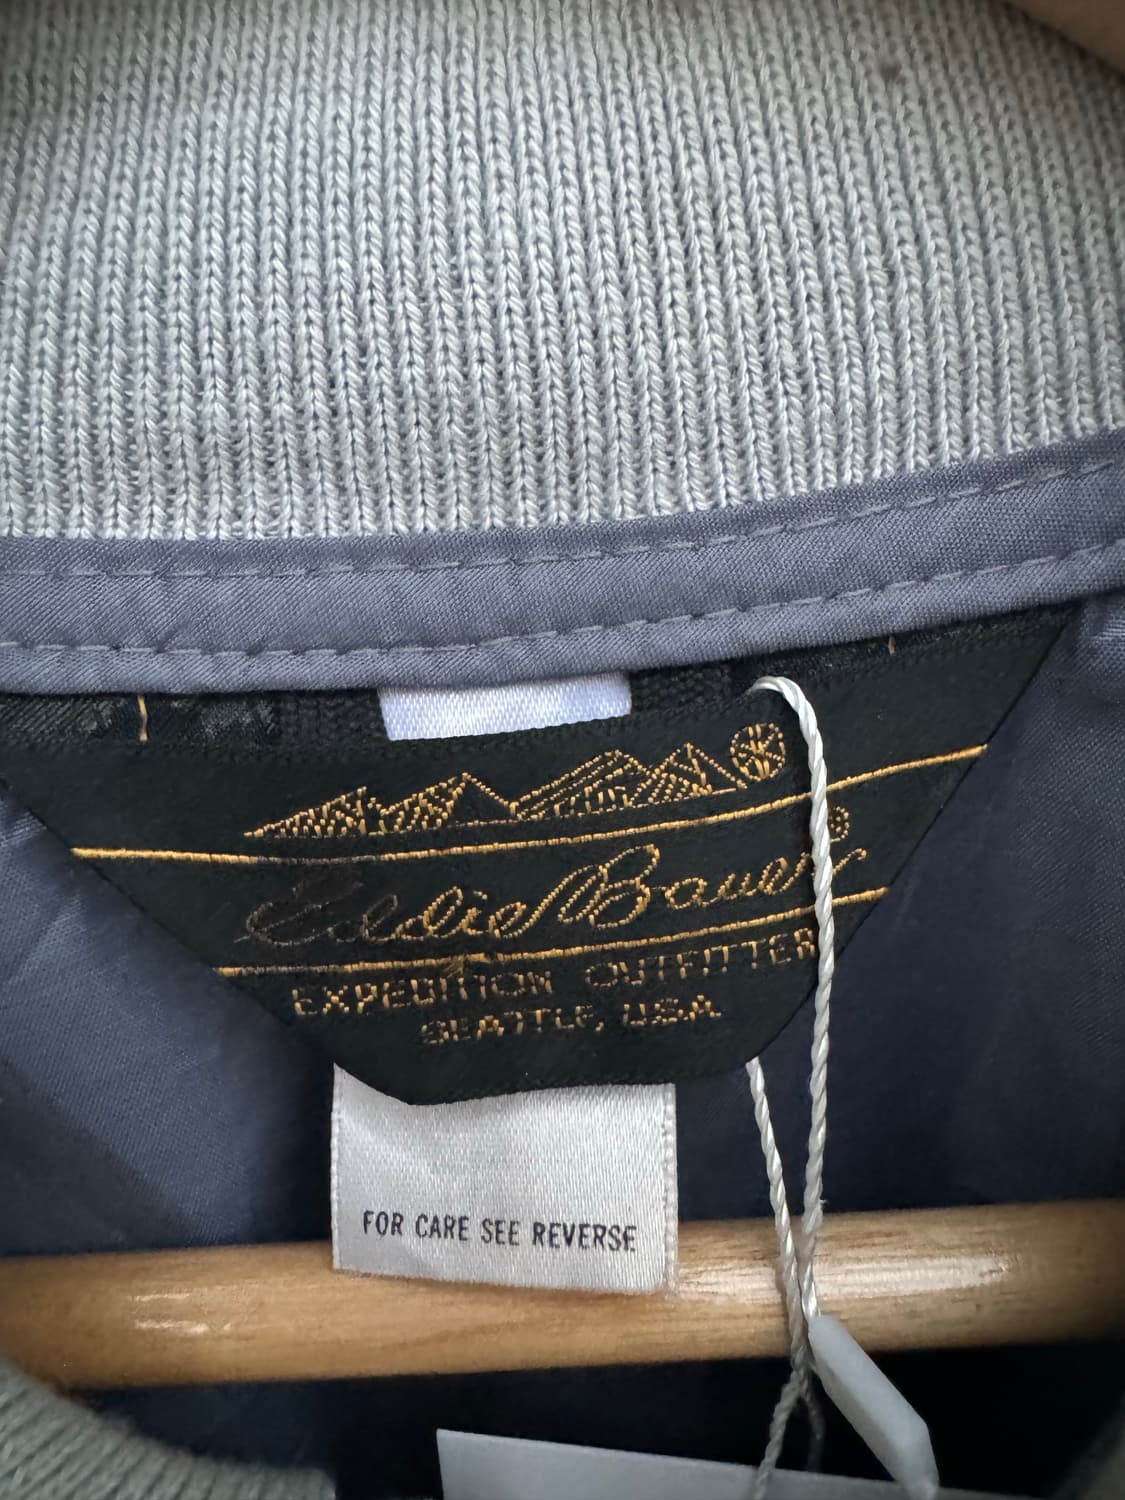 Eddie Bauer®
EXPEDITION OUTFITTER
SEATTLE, USA
FOR CARE SEE REVERSE